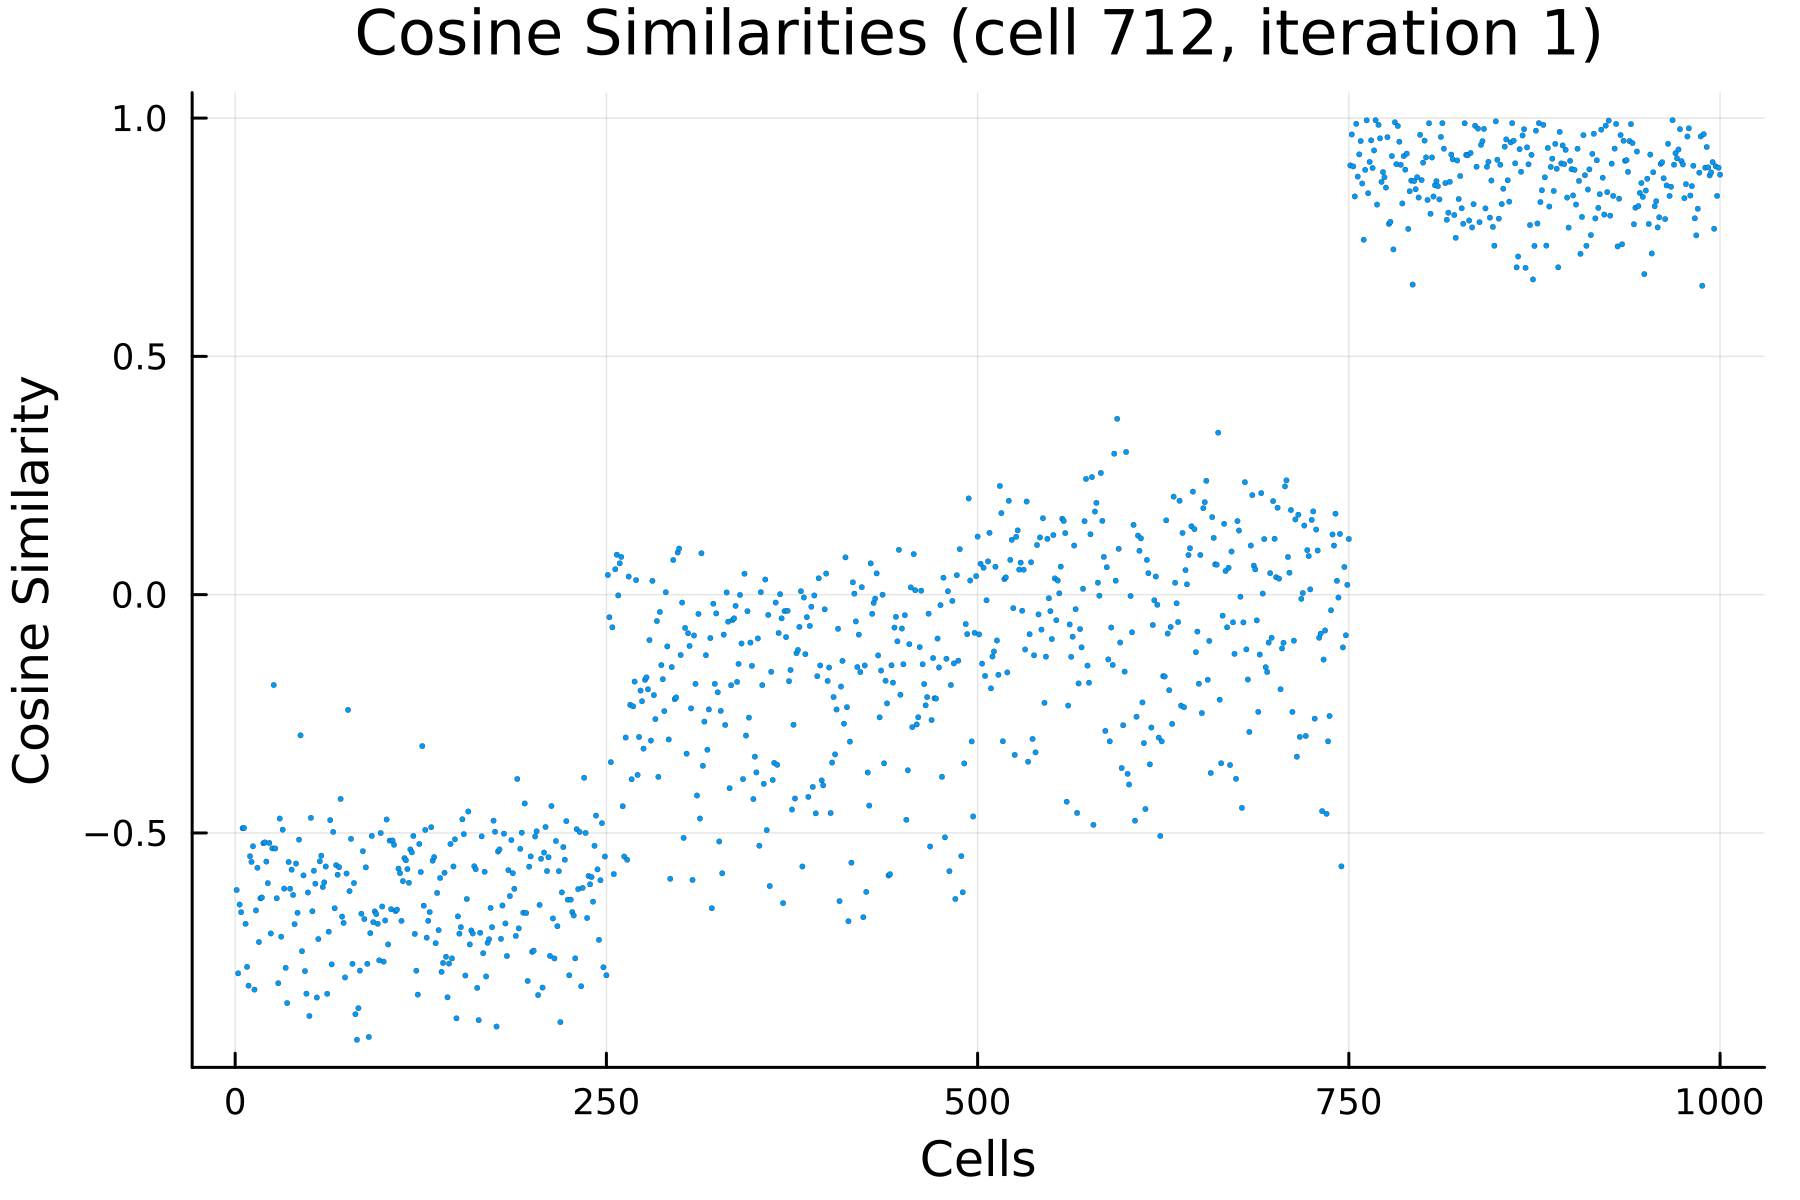 Cosine Similarities (cell 712, iteration 1)
1.0
0.5
0.0
−0.5
Cosine Similarity
0 250 500 750 1000
Cells